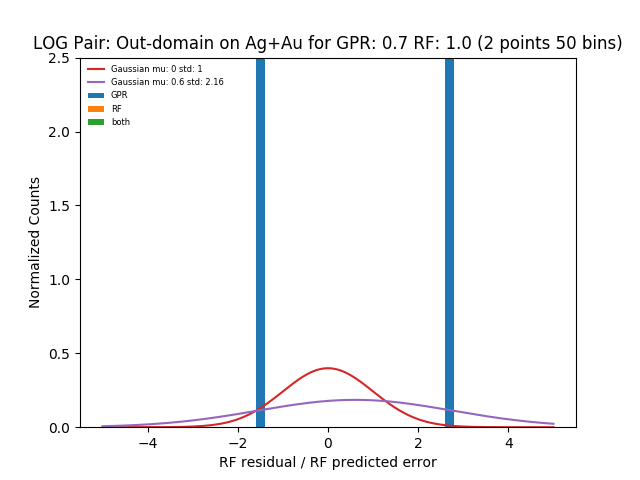 LOG Pair: Out-domain on Ag+Au for GPR: 0.7 RF: 1.0 (2 points 50 bins)
2.5
2.0
1.5
1.0
0.5
0.0
Normalized Counts
Gaussian mu: 0 std: 1
Gaussian mu: 0.6 std: 2.16
GPR
RF
both
−4
−2
0
2
4
RF residual / RF predicted error